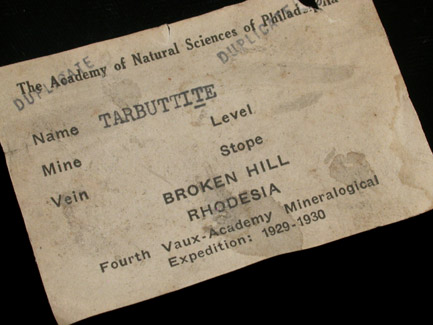 The Academy of Natural Sciences of Philadelphia
DUPLICATE DUPLICATE
Name TARBUTTITE
Mine Level
Vein Stope
BROKEN HILL
RHODESIA
Fourth Vaux-Academy Mineralogical
Expedition: 1929-1930